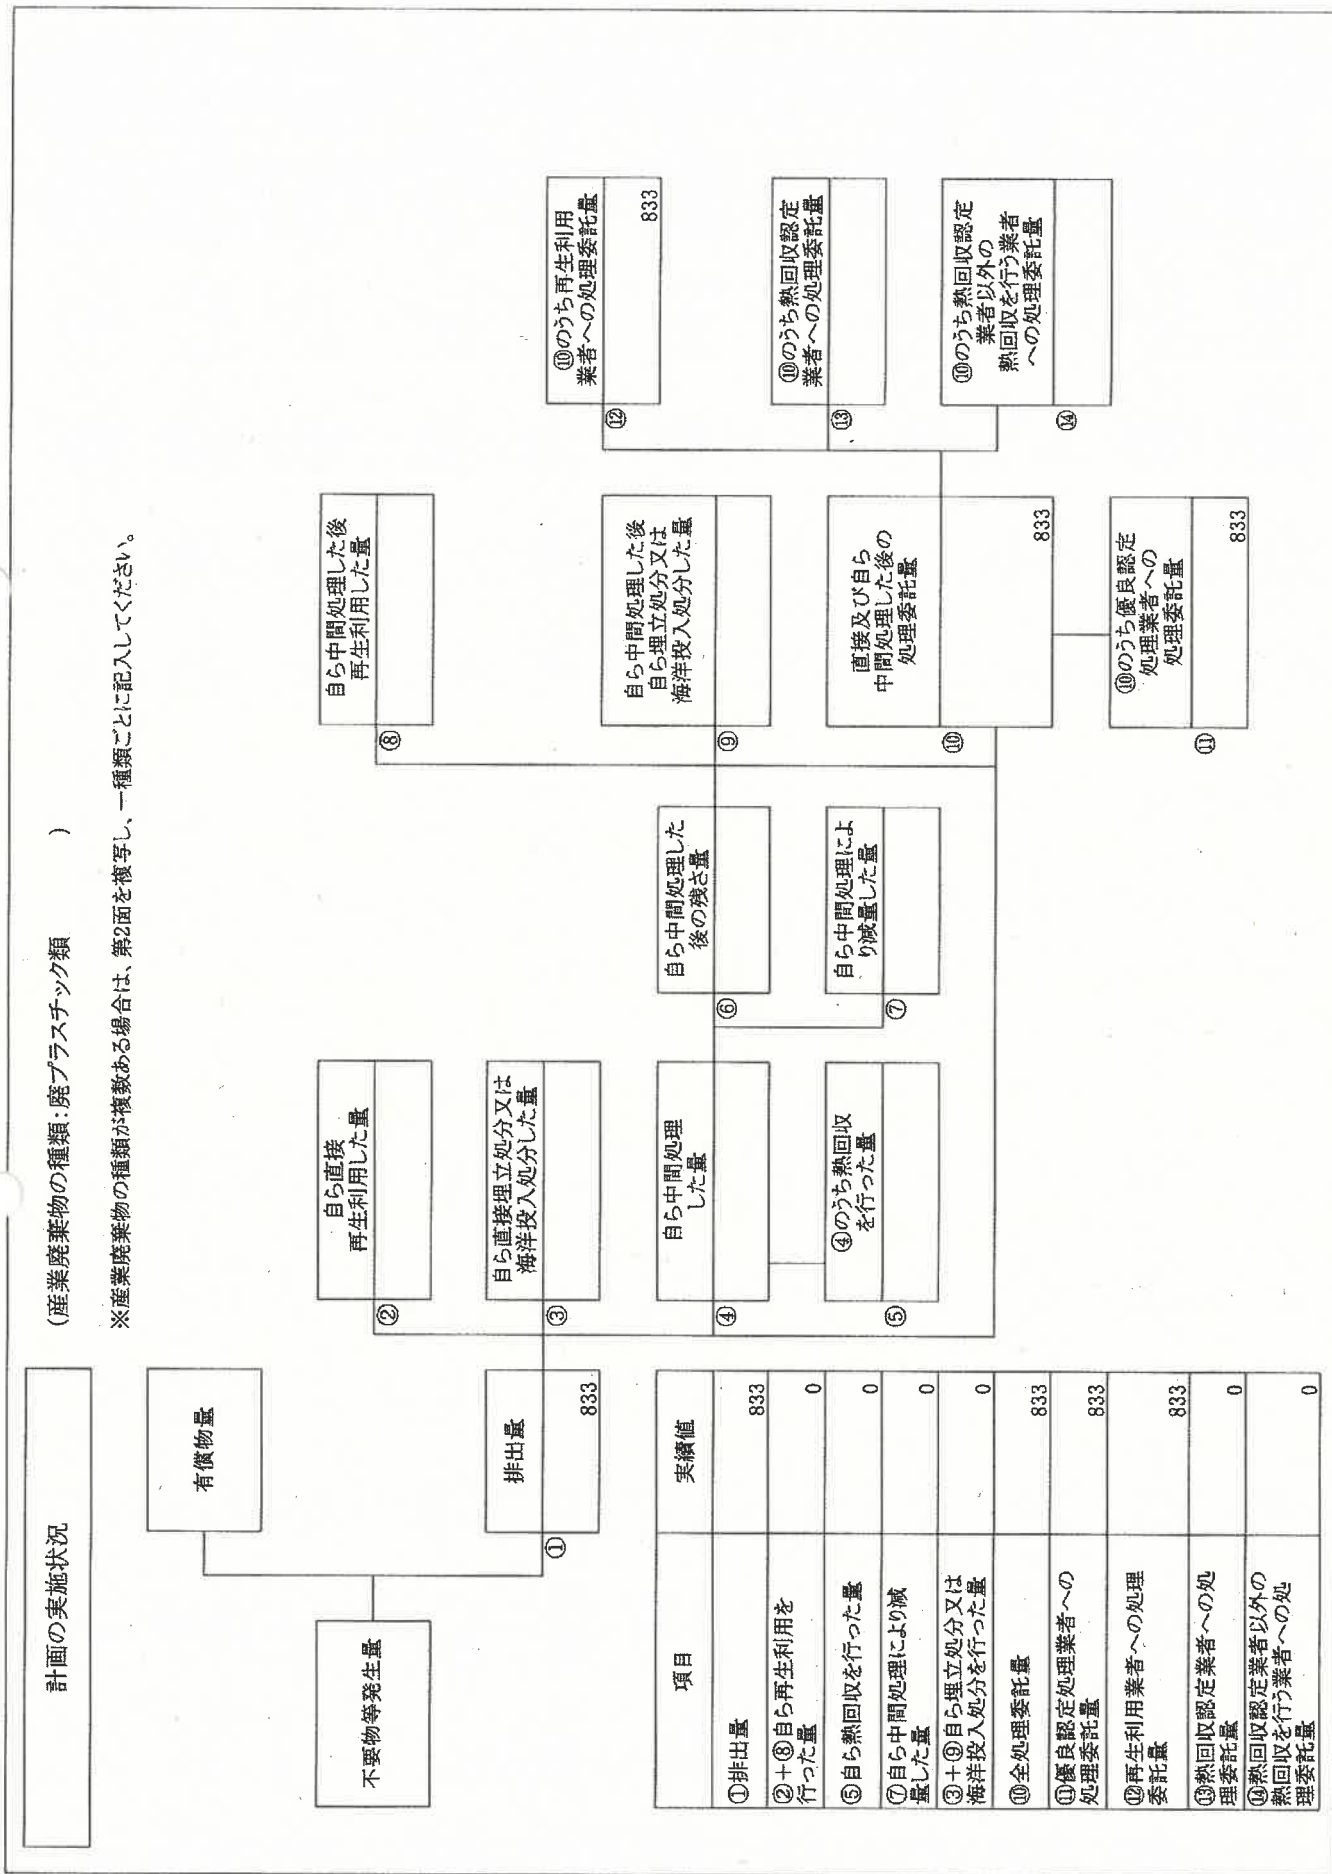 計画の実施状況
(産業廃棄物の種類:廃プラスチック類 )
※産業廃棄物の種類が複数ある場合は、第2面を複写し、一種類ごとに記入してください。
不要物等発生量
有償物量
①
排出量
833
②
自ら直接
再生利用した量
③
自ら直接埋立処分又は
海洋投入処分した量
④
自ら中間処理
した量
⑤
④のうち熱回収
を行った量
⑥
自ら中間処理した
後の残さ量
⑦
自ら中間処理によ
り減量した量
⑧
自ら中間処理した後
再生利用した量
⑨
自ら中間処理した後
自ら埋立処分又は
海洋投入処分した量
⑩
直接及び自ら
中間処理した後の
処理委託量
833
⑪
⑩のうち優良認定
処理業者への
処理委託量
833
⑫
⑩のうち再生利用
業者への処理委託量
833
⑬
⑩のうち熱回収認定
業者への処理委託量
⑭
⑩のうち熱回収認定
業者以外の
熱回収を行う業者
への処理委託量
項目 実績値
①排出量 833
②+⑧自ら再生利用を
行った量 0
⑤自ら熱回収を行った量 0
⑦自ら中間処理により減
量した量 0
③+⑨自ら埋立処分又は
海洋投入処分を行った量 0
⑩全処理委託量 833
⑪優良認定処理業者への
処理委託量 833
⑫再生利用業者への処理
委託量 833
⑬熱回収認定業者への処
理委託量 0
⑭熱回収認定業者以外の
熱回収を行う業者への処
理委託量 0